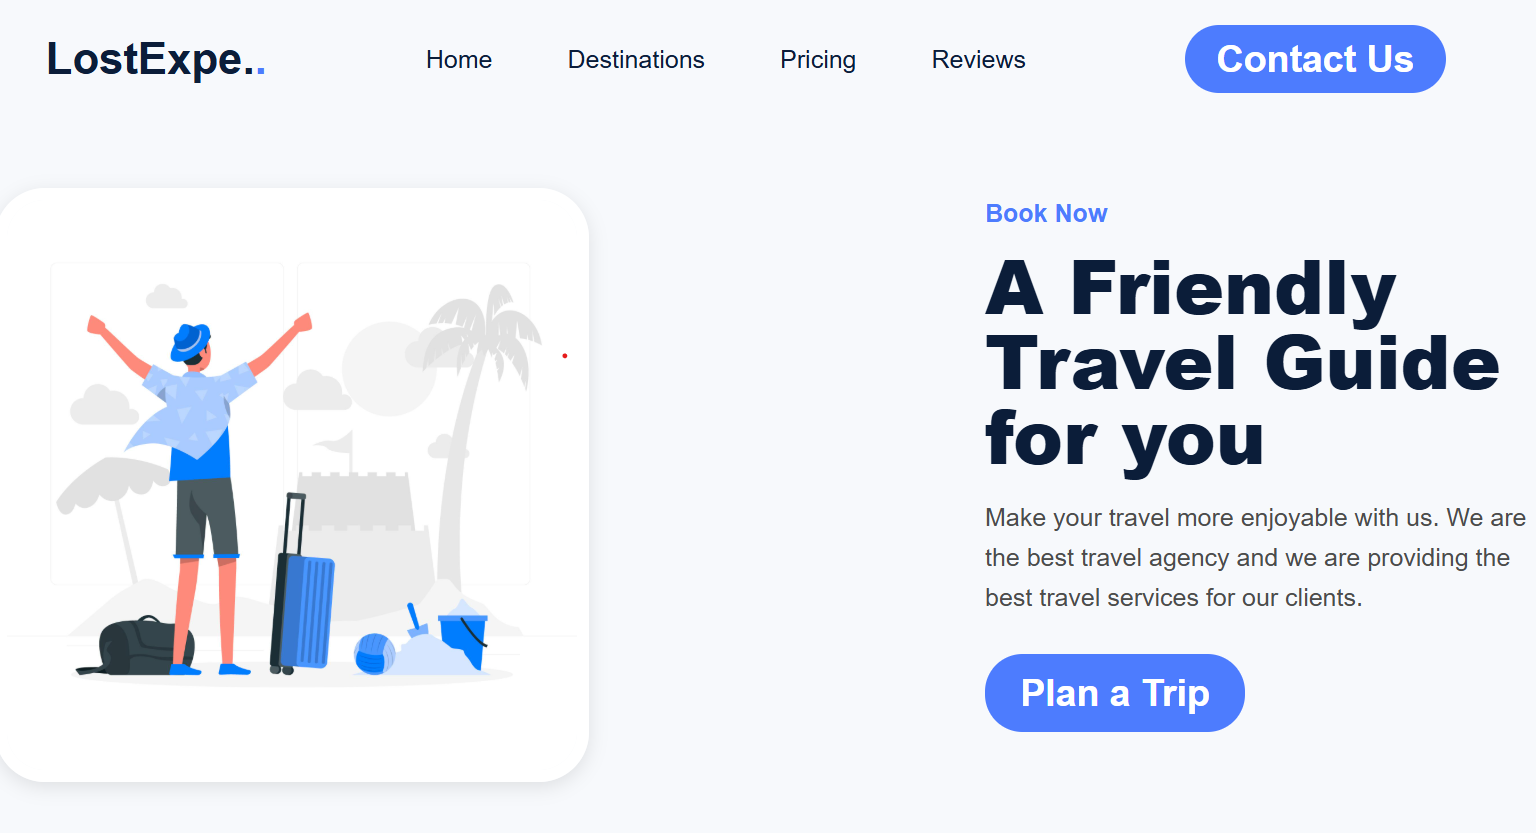 LostExpe..
Home
Destinations
Pricing
Reviews
Contact Us
Book Now
A Friendly
Travel Guide
for you
Make your travel more enjoyable with us. We are
the best travel agency and we are providing the
best travel services for our clients.
Plan a Trip